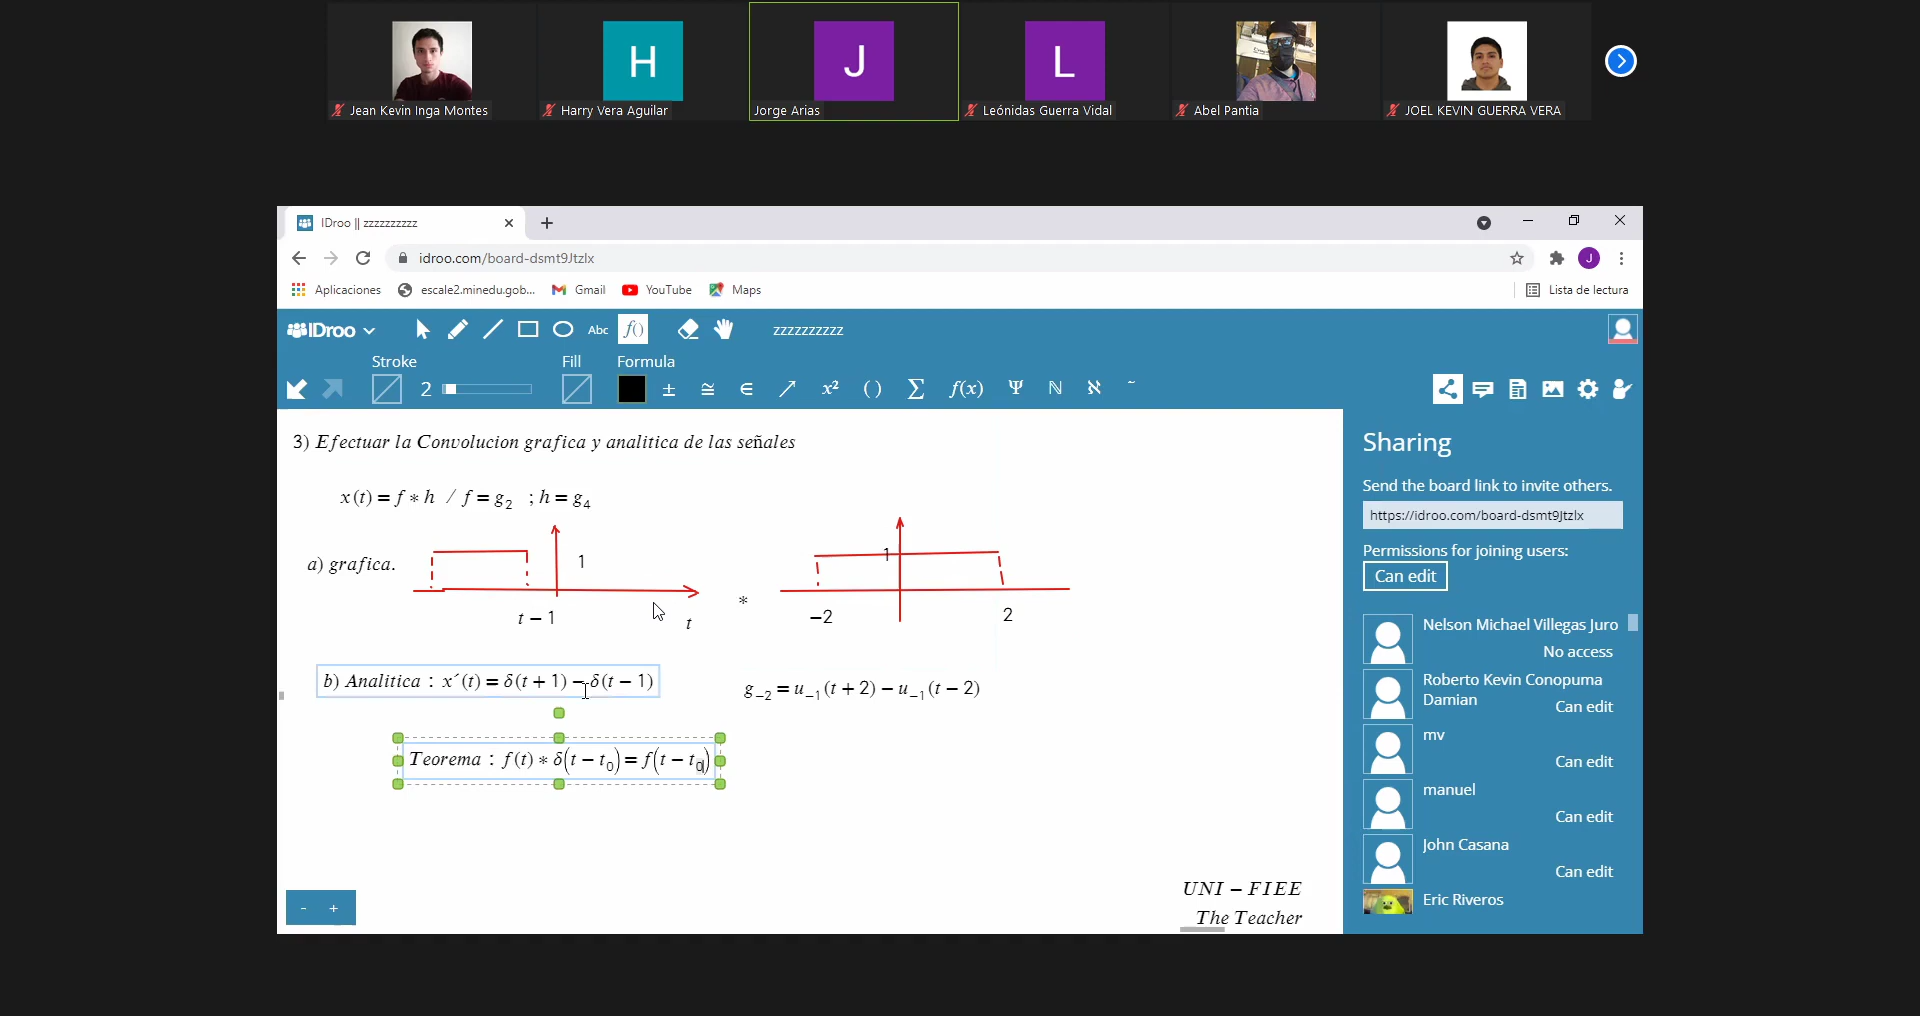 H
J
L
Jean Kevin Inga Montes
Harry Vera Aguilar
Jorge Arias
Leónidas Guerra Vidal
Abel Pantia
JOEL KEVIN GUERRA VERA
IDroo || zzzzzzzzzz
idroo.com/board-dsmt9Jtzlx
J
Aplicaciones
escale2.minedu.gob...
Gmail
YouTube
Maps
Lista de lectura
IDroo
Abc
f()
zzzzzzzzzz
Stroke
Fill
Formula
2
± ≅ ∈ x² ( ) ∑ f(x) Ψ ℕ ℵ ~
3) Efectuar la Convolucion grafica y analitica de las señales
x(t) = f ∗ h / f = g₂ ; h = g₄
a) grafica.
1
1
t − 1
t
*
−2
2
b) Analitica : x´(t) = δ(t + 1) − δ(t − 1)
g₋₂ = u₋₁(t + 2) − u₋₁(t − 2)
Teorema : f(t) ∗ δ(t − t₀) = f(t − t₀)
UNI − FIEE
The Teacher
- +
Sharing
Send the board link to invite others.
https://idroo.com/board-dsmt9Jtzlx
Permissions for joining users:
Can edit
Nelson Michael Villegas Juro
No access
Roberto Kevin Conopuma
Damian
Can edit
mv
Can edit
manuel
Can edit
John Casana
Can edit
Eric Riveros